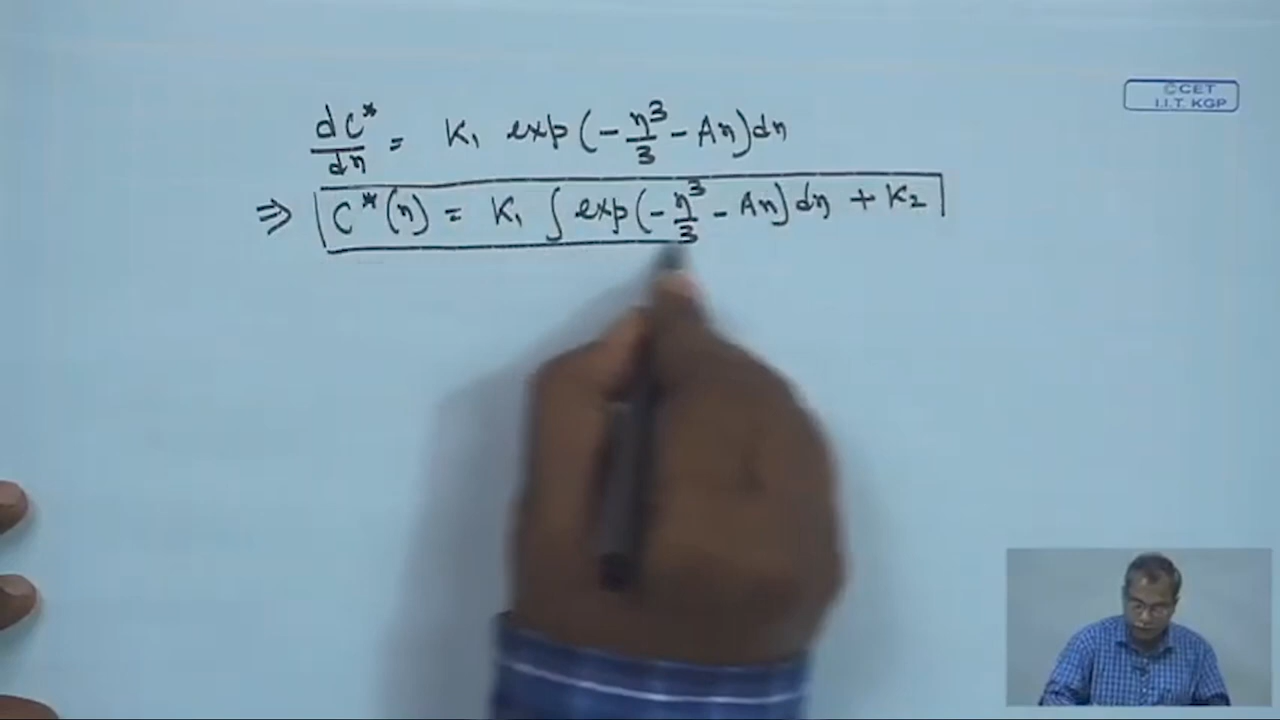 dC*/dη = K₁ exp(-η³/3 - Aη)dη
⇒ C*(η) = K₁ ∫ exp(-η³/3 - Aη)dη + K₂
©CET
I.I.T. KGP